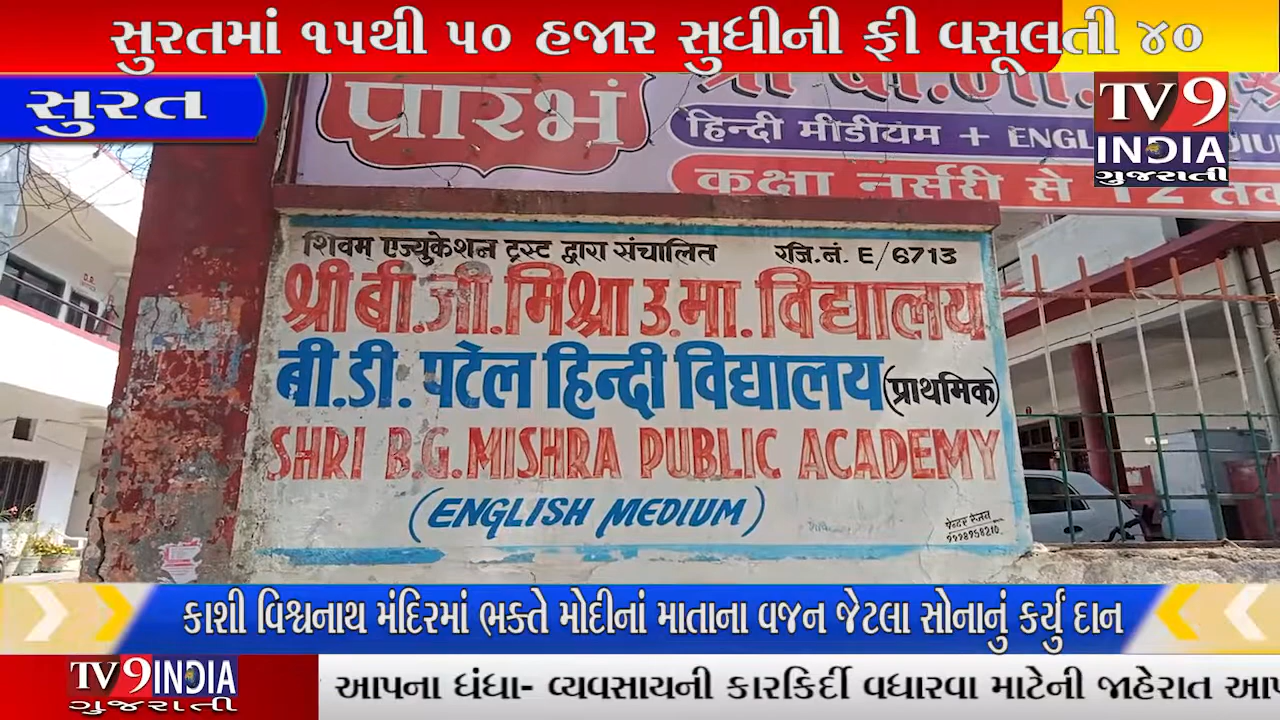 સુરતમાં ૧૫થી ૫૦ હજાર સુધીની ફી વસૂલતી ૪૦
સુરત
TV9
INDIA
ગુજરાતી
प्रारभं
हिन्दी मीडीयम + ENGL
कक्षा नर्सरी से 12 तक
शिवम् एज्युकेशन ट्रस्ट द्वारा संचालित रजि.नं. E/6713
श्री बी.जी.मिश्रा उ.मा. विद्यालय
बी.डी. पटेल हिन्दी विद्यालय (प्राथमिक)
SHRI B.G. MISHRA PUBLIC ACADEMY
(ENGLISH MEDIUM)
કાશી વિશ્વનાથ મંદિરમાં ભક્તે મોદીનાં માતાના વજન જેટલા સોનાનું કર્યું દાન
TV9 INDIA
ગુજરાતી
આપના ધંધા- વ્યવસાયની કારકિર્દી વધારવા માટેની જાહેરાત આપ